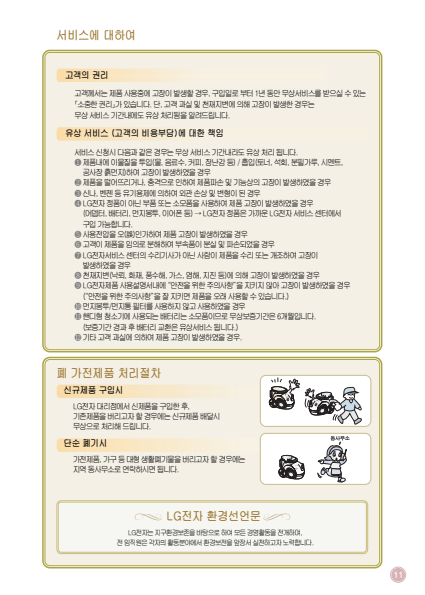 서비스에 대하여
고객의 권리
고객께서는 제품 사용중에 고장이 발생할 경우, 구입일로 부터 1년 동안 무상서비스를 받으실 수 있는
「소중한 권리」가 있습니다. 단, 고객 과실 및 천재지변에 의해 고장이 발생한 경우는
무상 서비스 기간내에도 유상 처리됨을 알려드립니다.
유상 서비스 (고객의 비용부담)에 대한 책임
서비스 신청시 다음과 같은 경우는 무상 서비스 기간내라도 유상 처리 됩니다.
❶ 제품내에 이물질을 투입(물, 음료수, 커피, 장난감 등) / 흡입(토너, 석회, 분필가루, 시멘트,
공사장 흙먼지)하여 고장이 발생하였을 경우
❷ 제품을 떨어뜨리거나, 충격으로 인하여 제품파손 및 기능상의 고장이 발생하였을 경우
❸ 신나, 벤젠 등 유기용제에 의하여 외관 손상 및 변형이 된 경우
❹ LG전자 정품이 아닌 부품 또는 소모품을 사용하여 제품 고장이 발생하였을 경우
(어댑터, 배터리, 먼지봉투, 이어폰 등) → LG전자 정품은 가까운 LG전자 서비스 센터에서
구입 가능합니다.
❺ 사용전압을 오(誤)인가하여 제품 고장이 발생하였을 경우
❻ 고객이 제품을 임의로 분해하여 부속품이 분실 및 파손되었을 경우
❼ LG전자서비스 센터의 수리기사가 아닌 사람이 제품을 수리 또는 개조하여 고장이
발생하였을 경우
❽ 천재지변(낙뢰, 화재, 풍수해, 가스, 염해, 지진 등)에 의해 고장이 발생하였을 경우
❾ LG전자제품 사용설명서내에 "안전을 위한 주의사항"을 지키지 않아 고장이 발생하였을 경우
("안전을 위한 주의사항"을 잘 지키면 제품을 오래 사용할 수 있습니다.)
❿ 먼지봉투/먼지통 필터를 사용하지 않고 사용하였을 경우
⓫ 핸디형 청소기에 사용되는 배터리는 소모품이므로 무상보증기간은 6개월입니다.
(보증기간 경과 후 배터리 교환은 유상서비스 됩니다.)
⓬ 기타 고객 과실에 의하여 제품 고장이 발생하였을 경우.
폐 가전제품 처리절차
신규제품 구입시
LG전자 대리점에서 신제품을 구입한 후,
기존제품을 버리고자 할 경우에는 신규제품 배달시
무상으로 처리해 드립니다.
단순 폐기시
가전제품, 가구 등 대형 생활폐기물을 버리고자 할 경우에는
지역 동사무소로 연락하시면 됩니다.
동사무소
LG전자 환경선언문
LG전자는 지구환경보존을 바탕으로 하여 모든 경영활동을 전개하며,
전 임직원은 각자의 활동분야에서 환경보전을 앞장서 실천하고자 노력합니다.
11